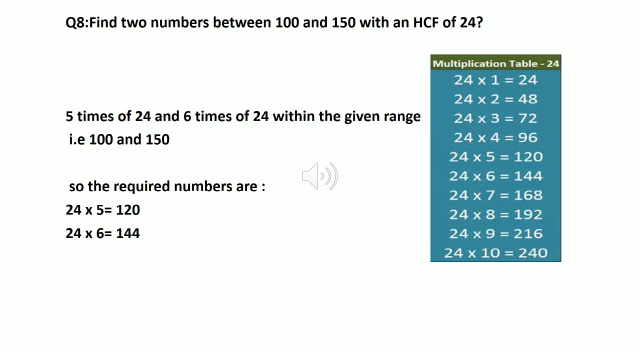 Q8:Find two numbers between 100 and 150 with an HCF of 24?
5 times of 24 and 6 times of 24 within the given range
i.e 100 and 150
so the required numbers are :
24 x 5= 120
24 x 6= 144
Multiplication Table - 24
24 x 1 = 24
24 x 2 = 48
24 x 3 = 72
24 x 4 = 96
24 x 5 = 120
24 x 6 = 144
24 x 7 = 168
24 x 8 = 192
24 x 9 = 216
24 x 10 = 240